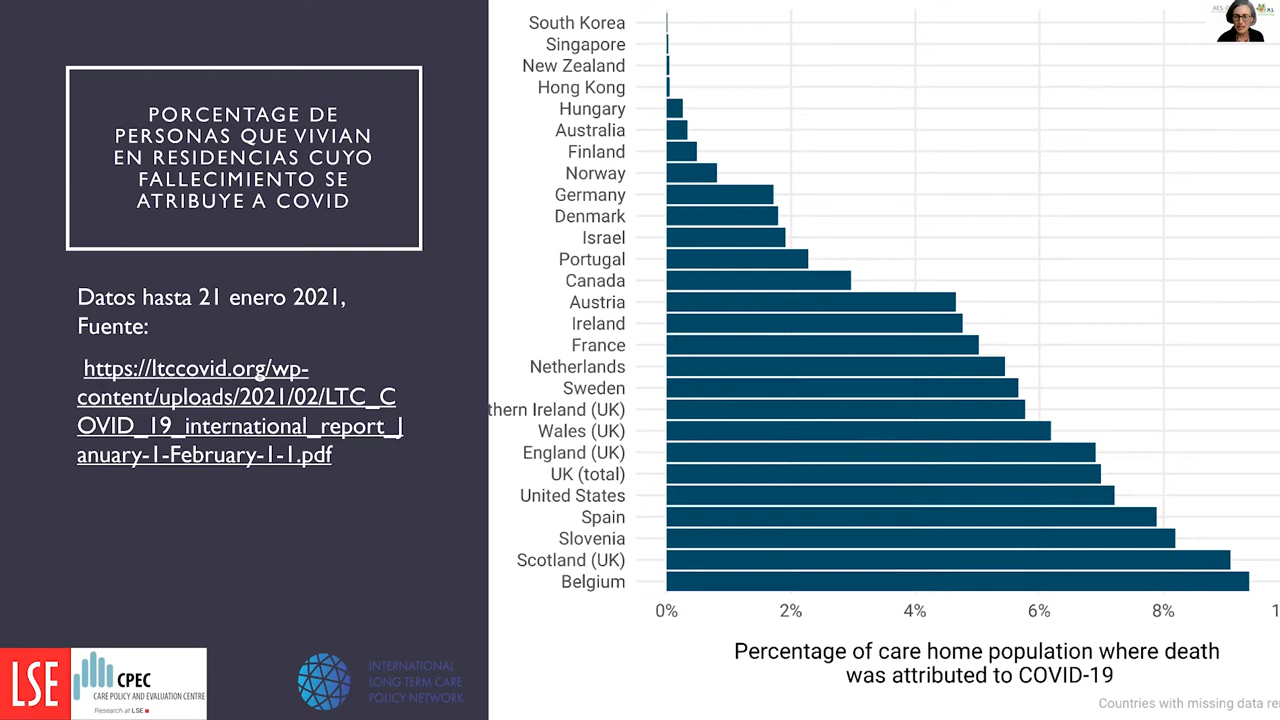 PORCENTAGE DE
PERSONAS QUE VIVIAN
EN RESIDENCIAS CUYO
FALLECIMIENTO SE
ATRIBUYE A COVID
Datos hasta 21 enero 2021,
Fuente:
https://ltccovid.org/wp-
content/uploads/2021/02/LTC_C
OVID_19_international_report_J
anuary-1-February-1-1.pdf
LSE
CPEC
CARE POLICY AND EVALUATION CENTRE
Research at LSE
INTERNATIONAL
LONG TERM CARE
POLICY NETWORK
South Korea
Singapore
New Zealand
Hong Kong
Hungary
Australia
Finland
Norway
Germany
Denmark
Israel
Portugal
Canada
Austria
Ireland
France
Netherlands
Sweden
thern Ireland (UK)
Wales (UK)
England (UK)
UK (total)
United States
Spain
Slovenia
Scotland (UK)
Belgium
0% 2% 4% 6% 8% 1
Percentage of care home population where death
was attributed to COVID-19
Countries with missing data re
AES
XL